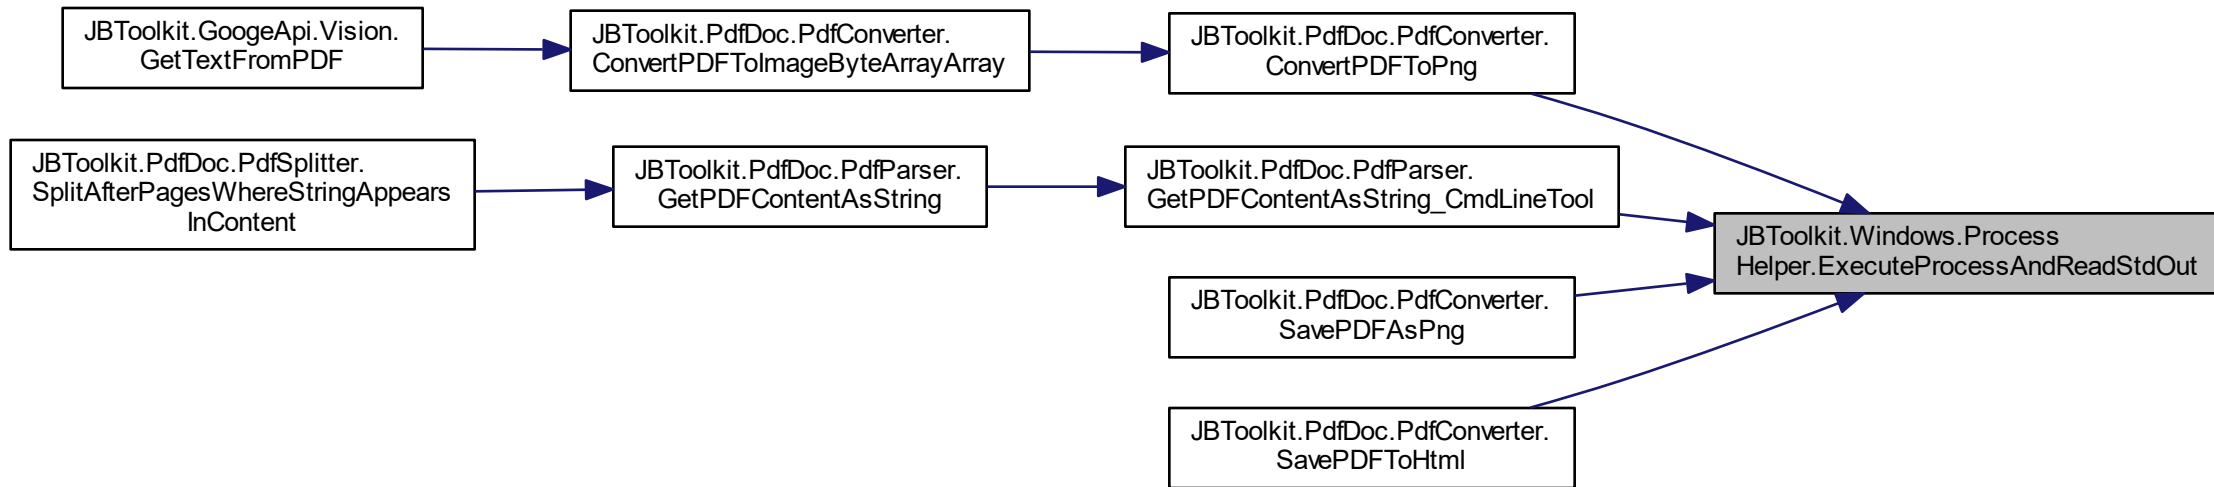 JBToolkit.GoogeApi.Vision.
GetTextFromPDF
JBToolkit.PdfDoc.PdfConverter.
ConvertPDFToImageByteArrayArray
JBToolkit.PdfDoc.PdfConverter.
ConvertPDFToPng
JBToolkit.PdfDoc.PdfSplitter.
SplitAfterPagesWhereStringAppears
InContent
JBToolkit.PdfDoc.PdfParser.
GetPDFContentAsString
JBToolkit.PdfDoc.PdfParser.
GetPDFContentAsString_CmdLineTool
JBToolkit.Windows.Process
Helper.ExecuteProcessAndReadStdOut
JBToolkit.PdfDoc.PdfConverter.
SavePDFAsPng
JBToolkit.PdfDoc.PdfConverter.
SavePDFToHtml